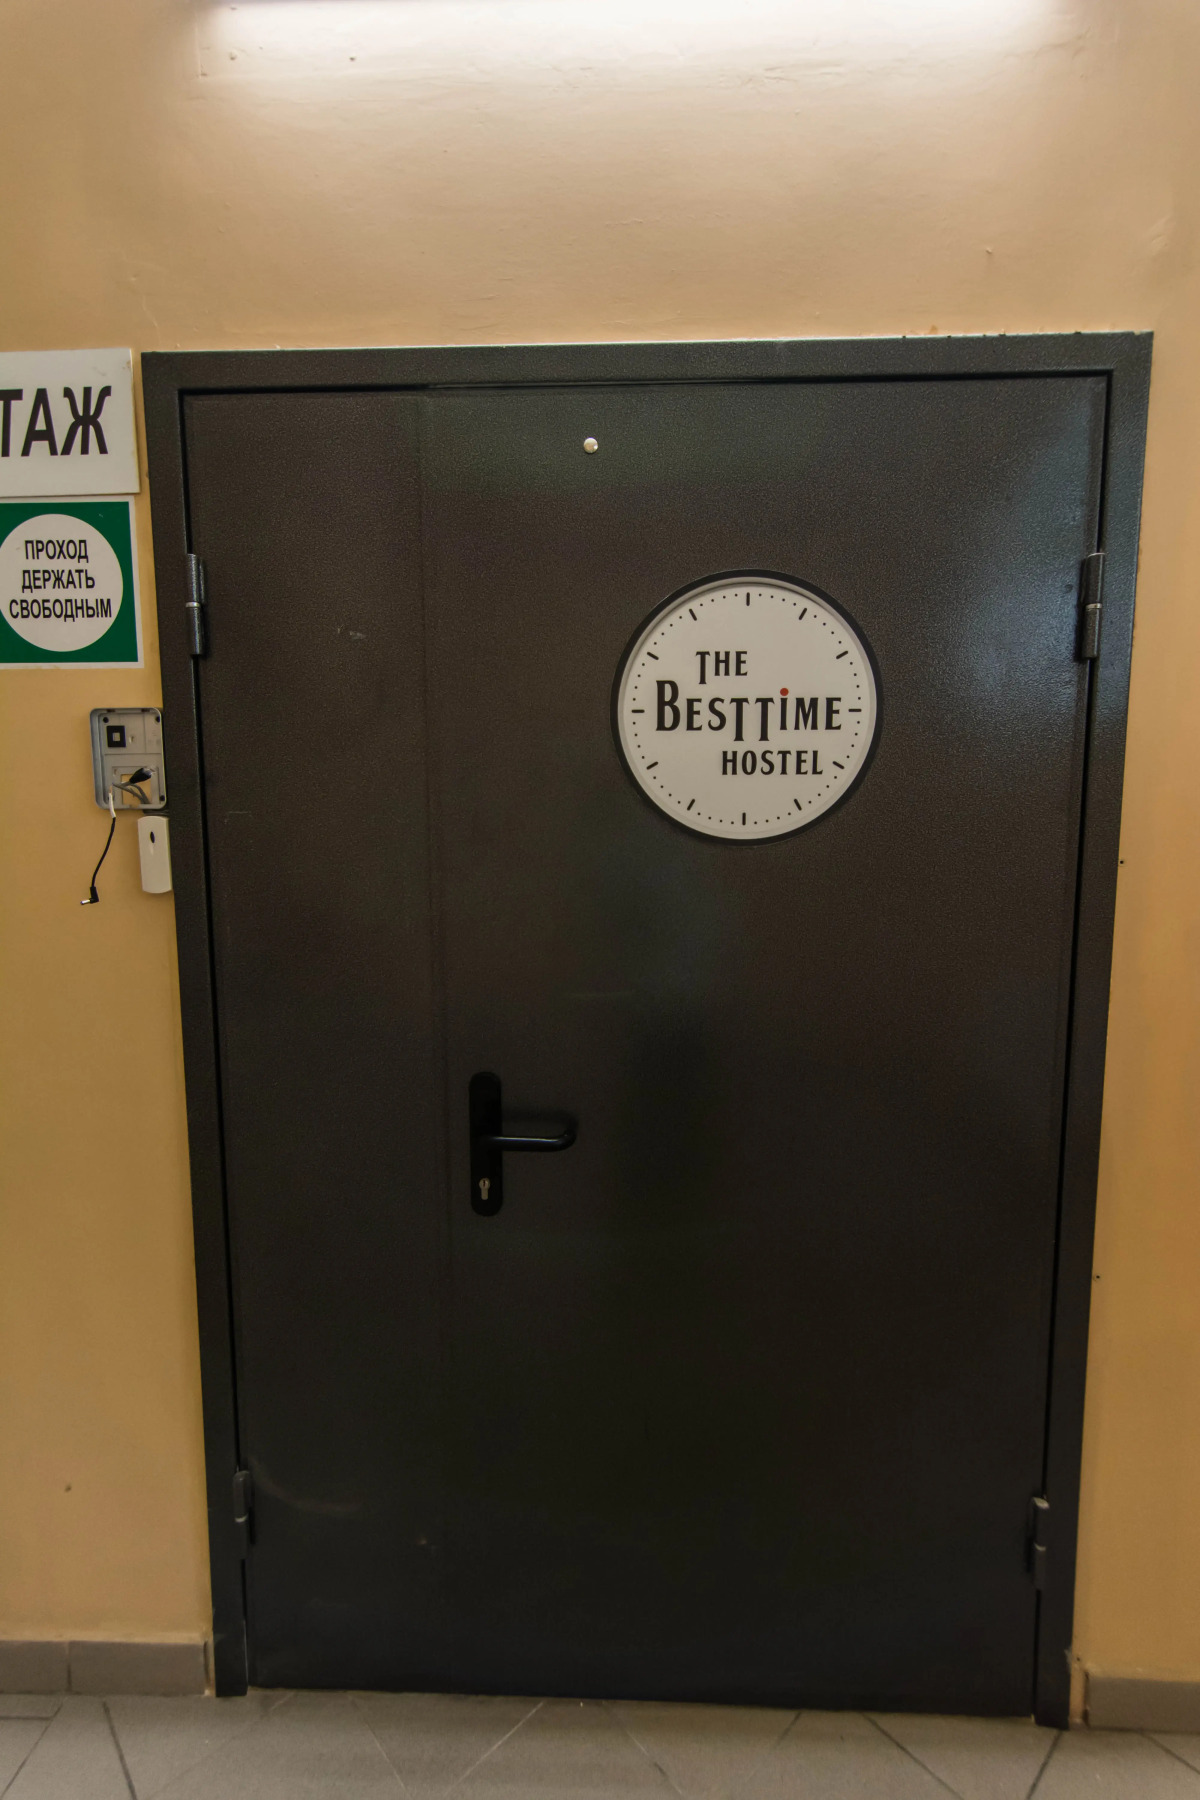 ТАЖ
ПРОХОД
ДЕРЖАТЬ
СВОБОДНЫМ
THE
BESTTIME
HOSTEL